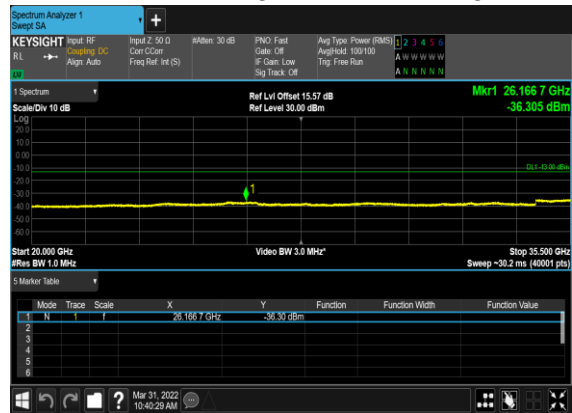 Spectrum Analyzer 1
Swept SA
KEYSIGHT Input: RF Input Z: 50 Ω #Atten: 30 dB PNO: Fast Avg Type: Power (RMS) 1 2 3 4 5 6
RL Coupling: DC Corr CCorr Gate: Off Avg|Hold: 100/100 A W W W W W
Align: Auto Freq Ref: Int (S) IF Gain: Low Trig: Free Run
Sig Track: Off A N N N N N
LW
1 Spectrum Ref Lvl Offset 15.57 dB Mkr1 26.166 7 GHz
Scale/Div 10 dB Ref Level 30.00 dBm -36.305 dBm
Log
20.0
10.0
0.00
-10.0
DL1 -13.00 dBm
-20.0
-30.0
1
-40.0
-50.0
-60.0
Start 20.000 GHz Video BW 3.0 MHz* Stop 35.500 GHz
#Res BW 1.0 MHz Sweep ~30.2 ms (40001 pts)
5 Marker Table
Mode Trace Scale X Y Function Function Width Function Value
1 N 1 f 26.166 7 GHz -36.30 dBm
2
3
4
5
6
? Mar 31, 2022
10:40:29 AM